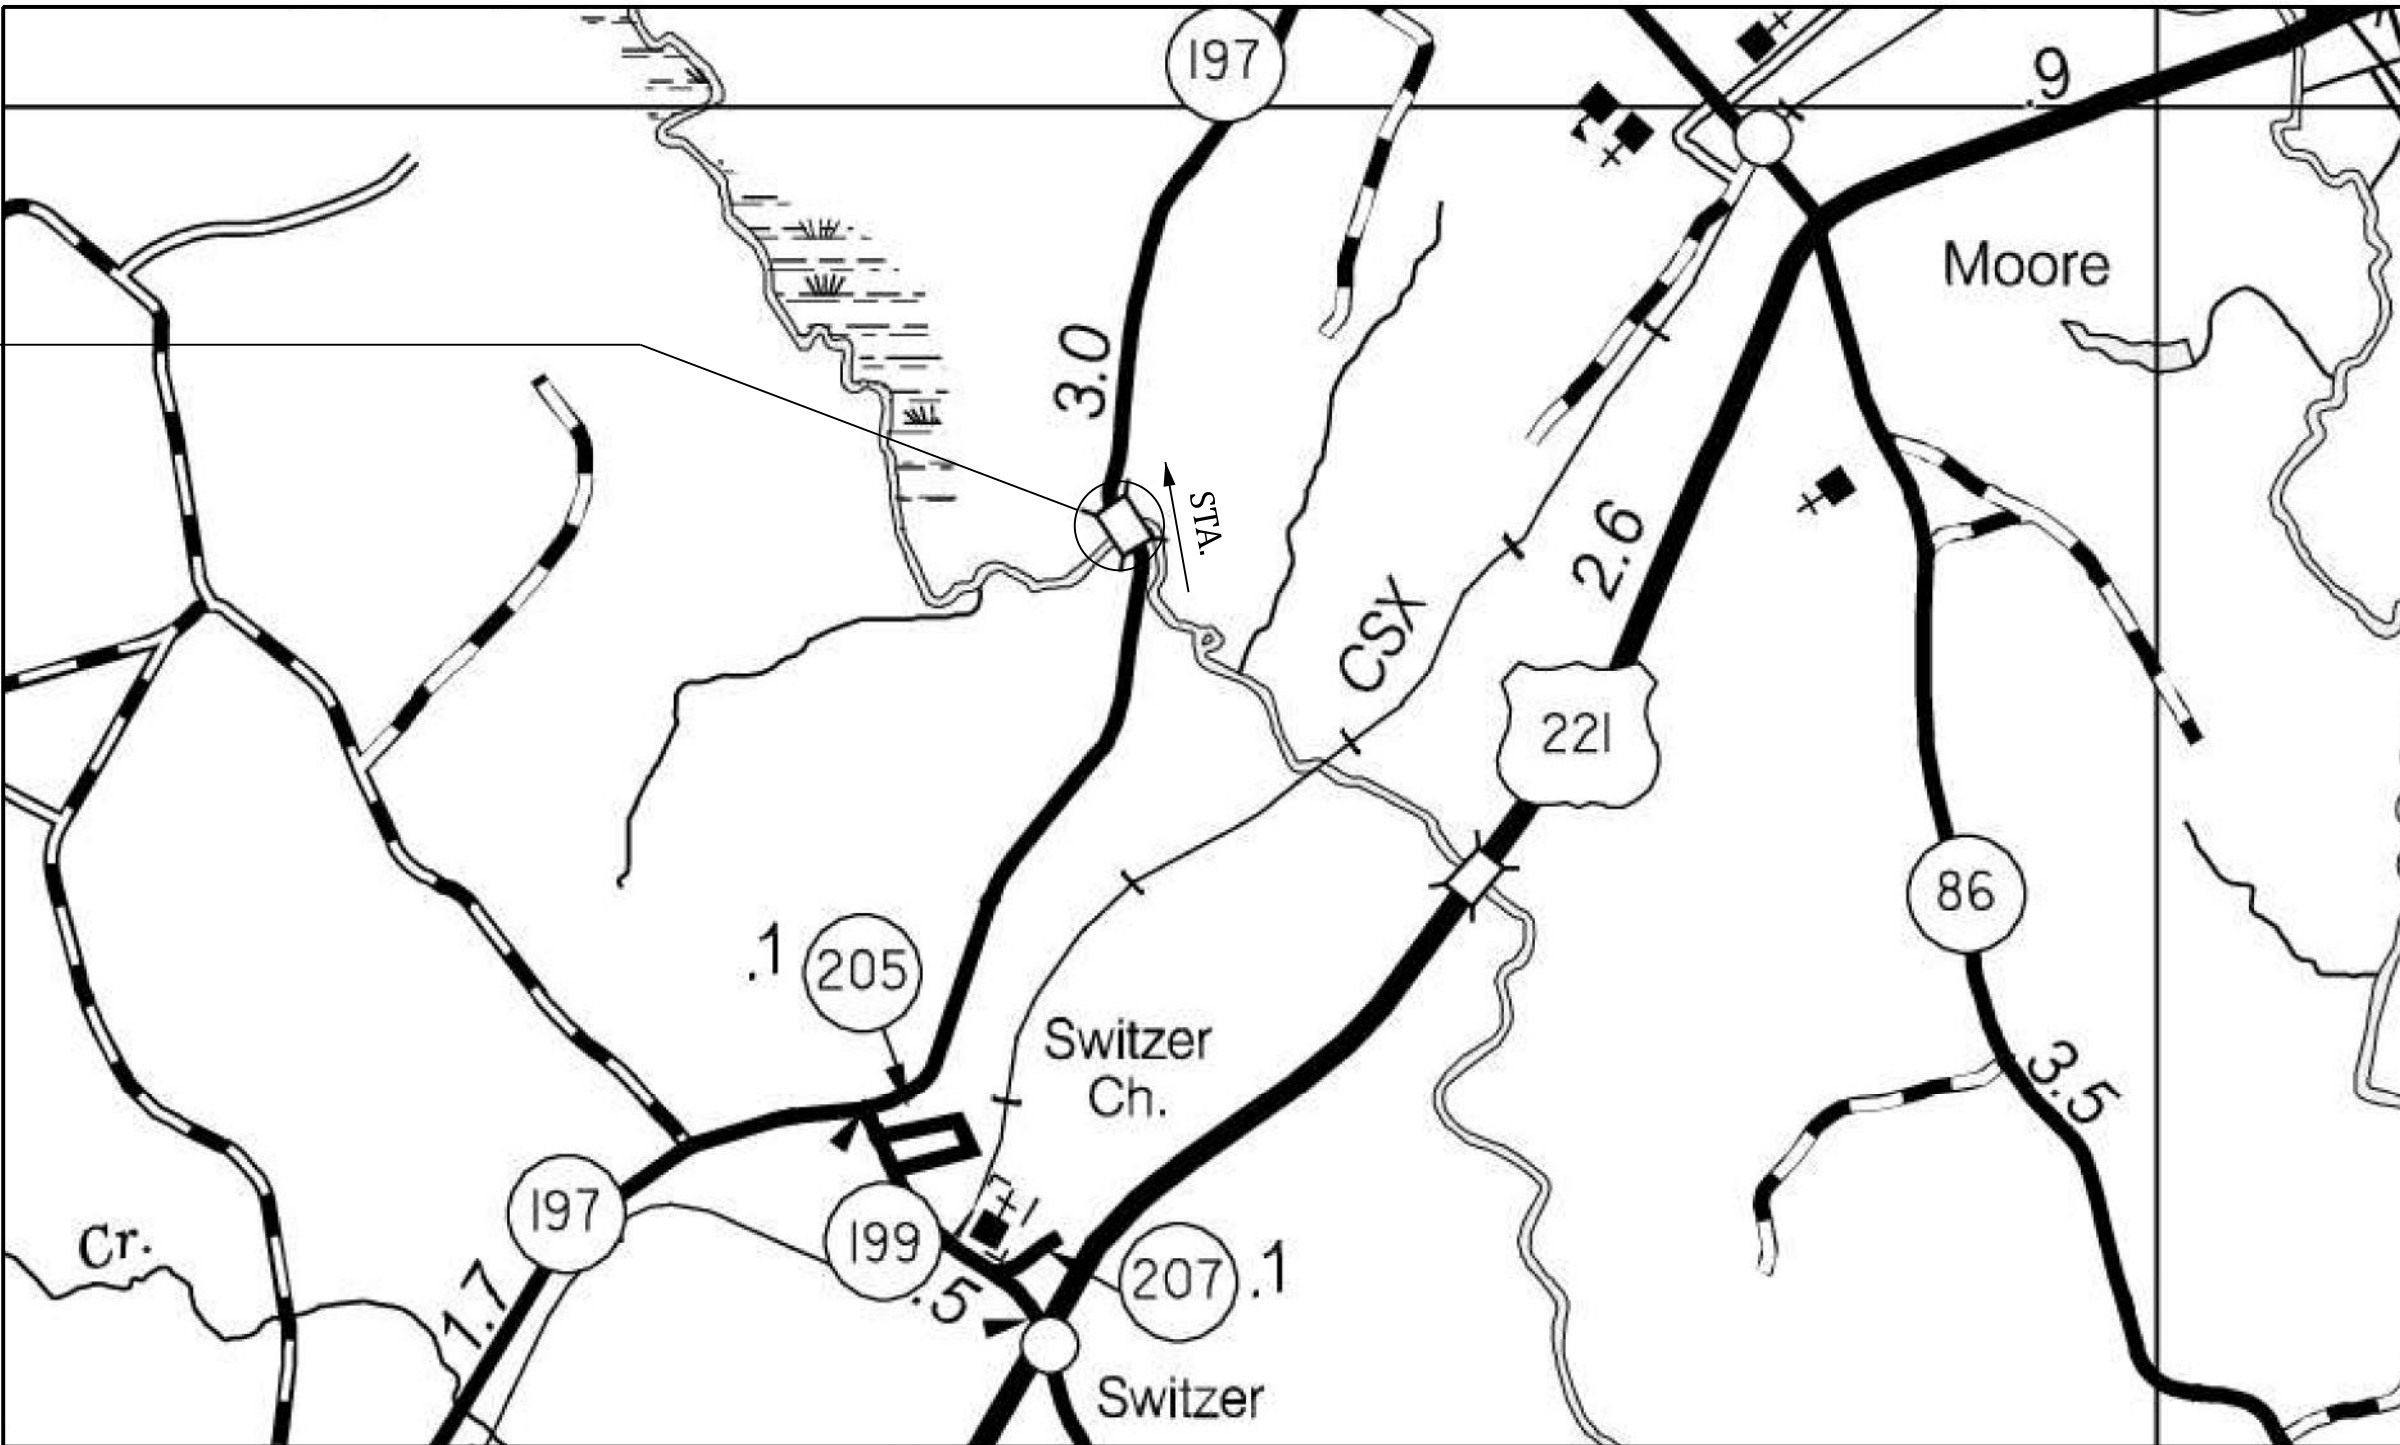 197
.9
Moore
3.0
STA.
2.6
CSX
221
86
.1
205
Switzer
Ch.
3.5
197
199
.5
207
.1
Cr.
1.7
Switzer